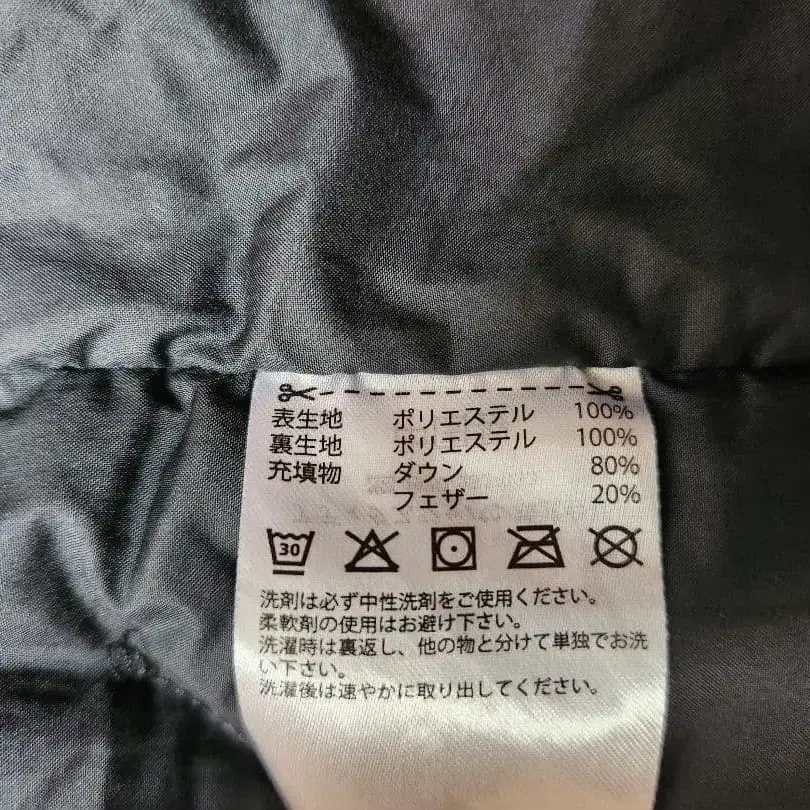 表生地 ポリエステル 100%
裏生地 ポリエステル 100%
充填物 ダウン 80%
フェザー 20%
30
洗剤は必ず中性洗剤をご使用ください。
柔軟剤の使用はお避け下さい。
洗濯時は裏返し、他の物と分けて単独でお洗
い下さい。
洗濯後は速やかに取り出してください。